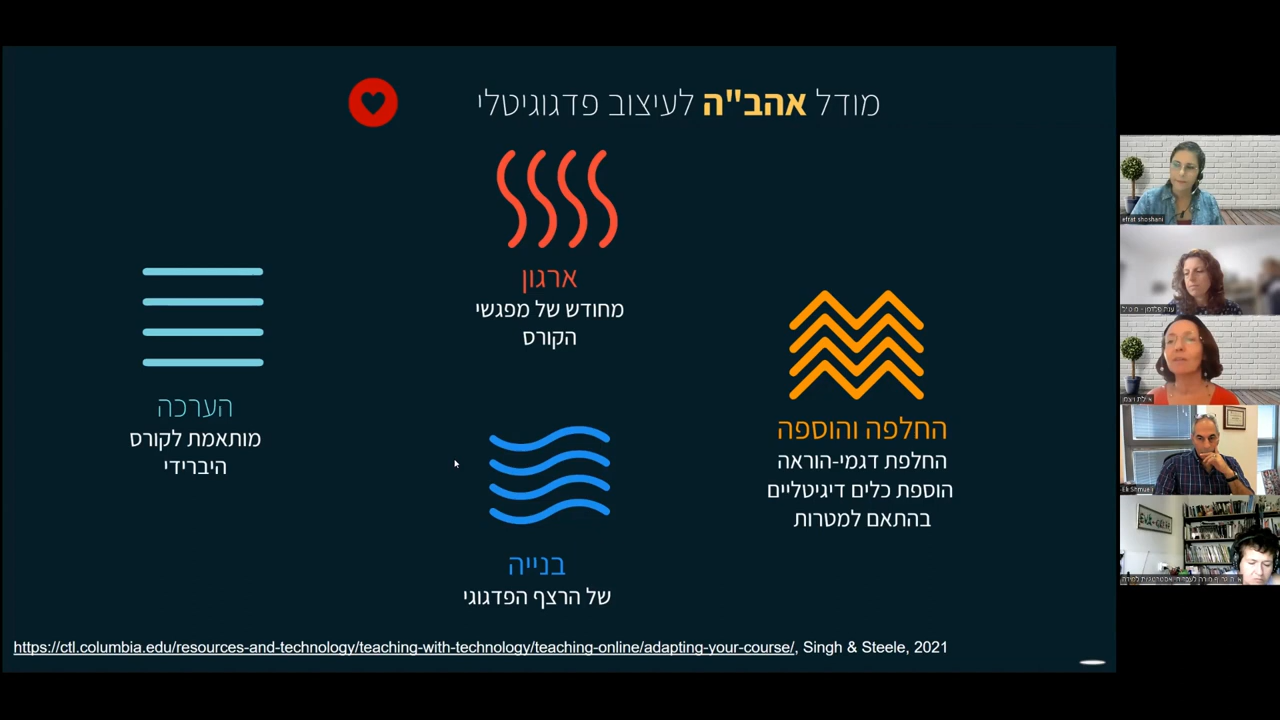 מודל אהב"ה לעיצוב פדגוגיטלי
ארגון
מחודש של מפגשי
הקורס
החלפה והוספה
החלפת דגמי-הוראה
הוספת כלים דיגיטליים
בהתאם למטרות
בנייה
של הרצף הפדגוגי
הערכה
מותאמת לקורס
היברידי
https://ctl.columbia.edu/resources-and-technology/teaching-with-technology/teaching-online/adapting-your-course/, Singh & Steele, 2021
efrat shoshani